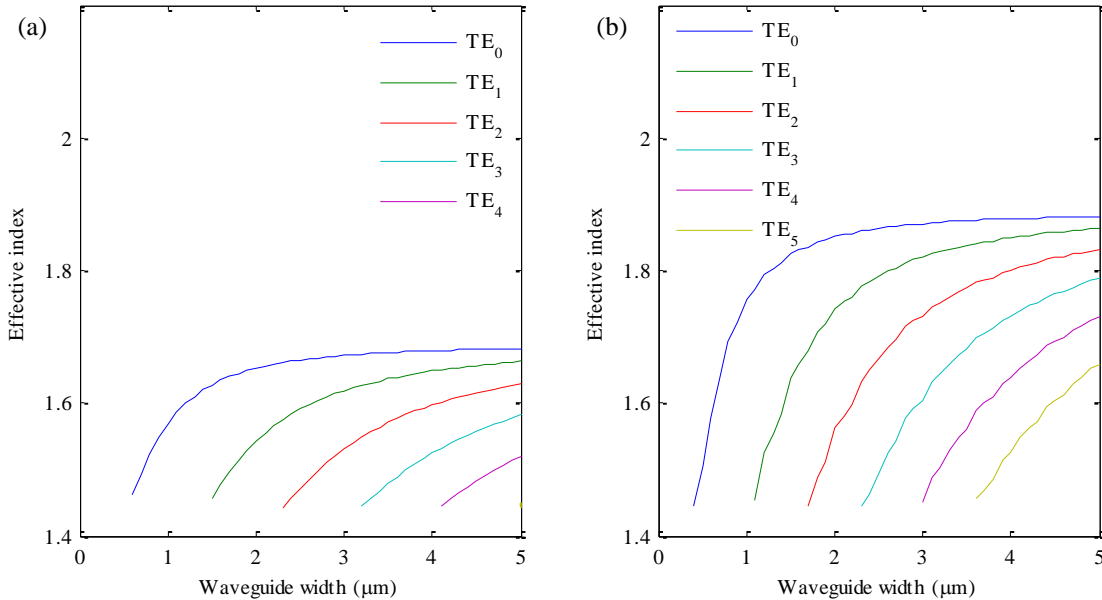 (a)
TE0
TE1
TE2
TE3
TE4
2
1.8
1.6
1.4
0 1 2 3 4 5
Effective index
Waveguide width (μm)
(b)
TE0
TE1
TE2
TE3
TE4
TE5
2
1.8
1.6
1.4
0 1 2 3 4 5
Effective index
Waveguide width (μm)